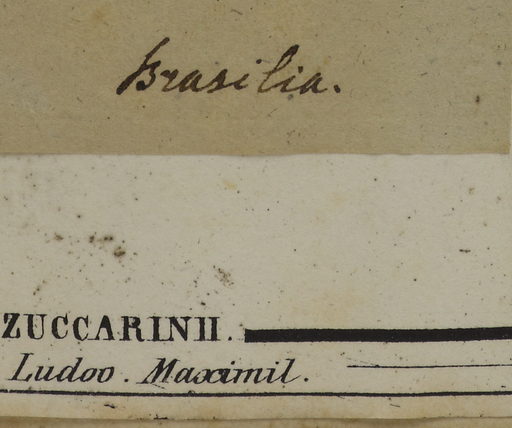 Brasilia.
ZUCCARINII.
Ludov. Maximil.